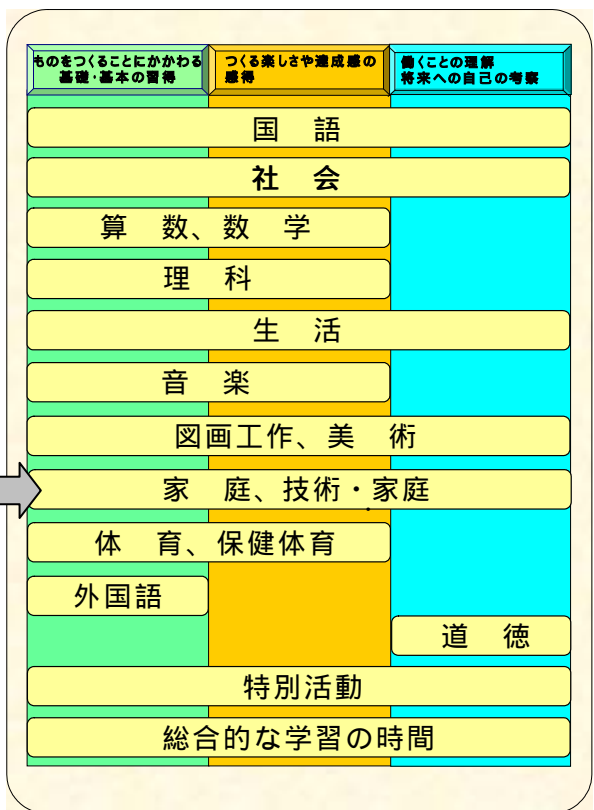 ものをつくることにかかわる
基礎・基本の習得
つくる楽しさや達成感の
感得
働くことの理解
将来への自己の考察
国 語
社 会
算 数、数 学
理 科
生 活
音 楽
図画工作、美 術
家 庭、技術・家庭
体 育、保健体育
外国語
道 徳
特別活動
総合的な学習の時間